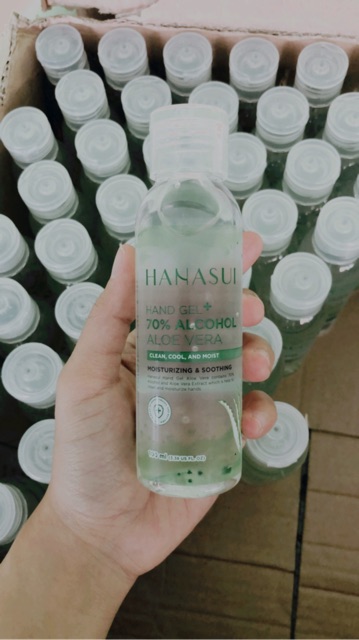 HANASUI
HAND GEL+
70% ALCOHOL
ALOE VERA
CLEAN, COOL, AND MOIST
MOISTURIZING & SOOTHING